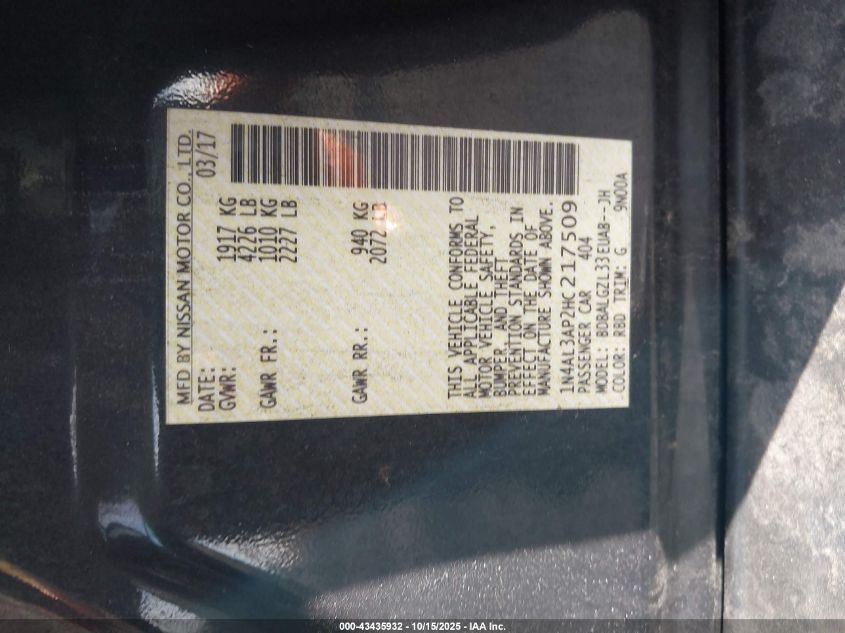 MFD BY NISSAN MOTOR CO., LTD.
DATE: 03/17
GVWR: 1917 KG
4226 LB
GAWR FR.: 1010 KG
2227 LB
GAWR RR.: 940 KG
2072 LB
THIS VEHICLE CONFORMS TO
ALL APPLICABLE FEDERAL
MOTOR VEHICLE SAFETY,
BUMPER, AND THEFT
PREVENTION STANDARDS IN
EFFECT ON THE DATE OF
MANUFACTURE SHOWN ABOVE.
1N4AL3AP2HC217509
PASSENGER CAR 404
MODEL: BDBALGZL33EUAB--JH
COLOR: RBD TRIM: G 9N00A
000-43435932 - 10/15/2025 - IAA Inc.